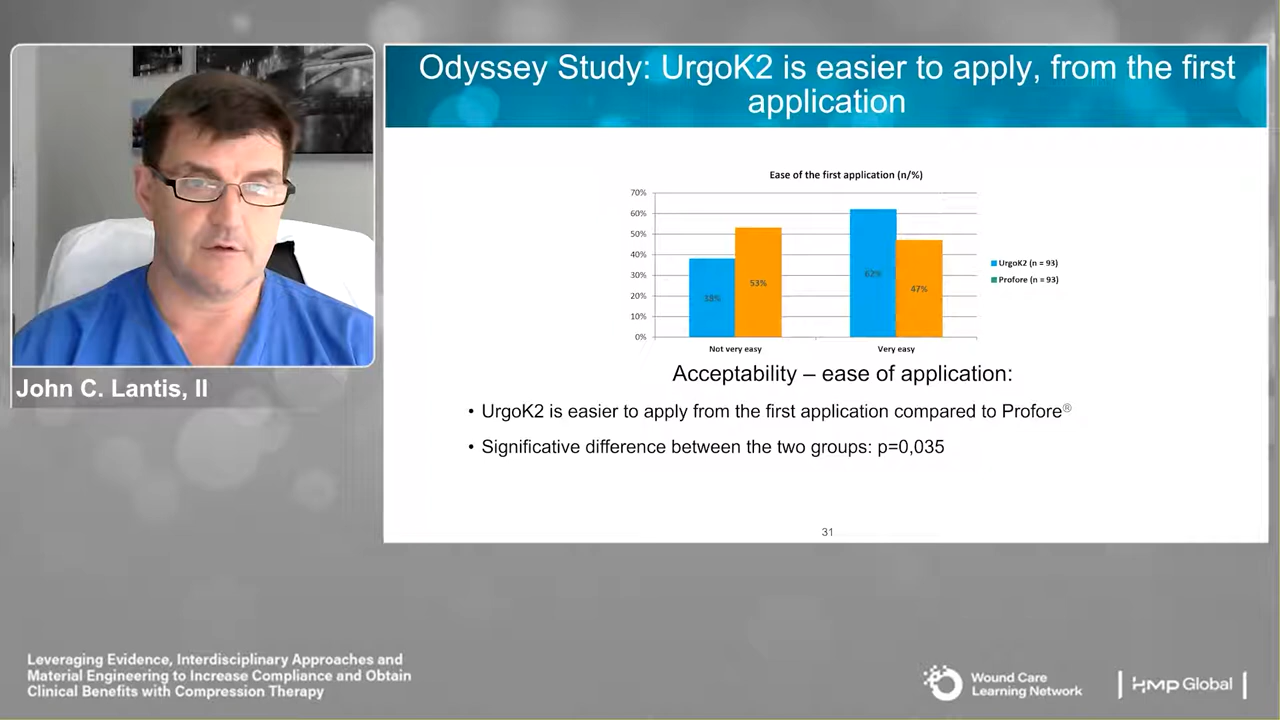 Odyssey Study: UrgoK2 is easier to apply, from the first
application
Ease of the first application (n/%)
70%
60%
50%
40%
30%
20%
10%
0%
38%
53%
62%
47%
Not very easy
Very easy
UrgoK2 (n = 93)
Profore (n = 93)
Acceptability – ease of application:
• UrgoK2 is easier to apply from the first application compared to Profore®
• Significative difference between the two groups: p=0,035
31
John C. Lantis, II
Leveraging Evidence, Interdisciplinary Approaches and
Material Engineering to Increase Compliance and Obtain
Clinical Benefits with Compression Therapy
Wound Care
Learning Network
HMP Global